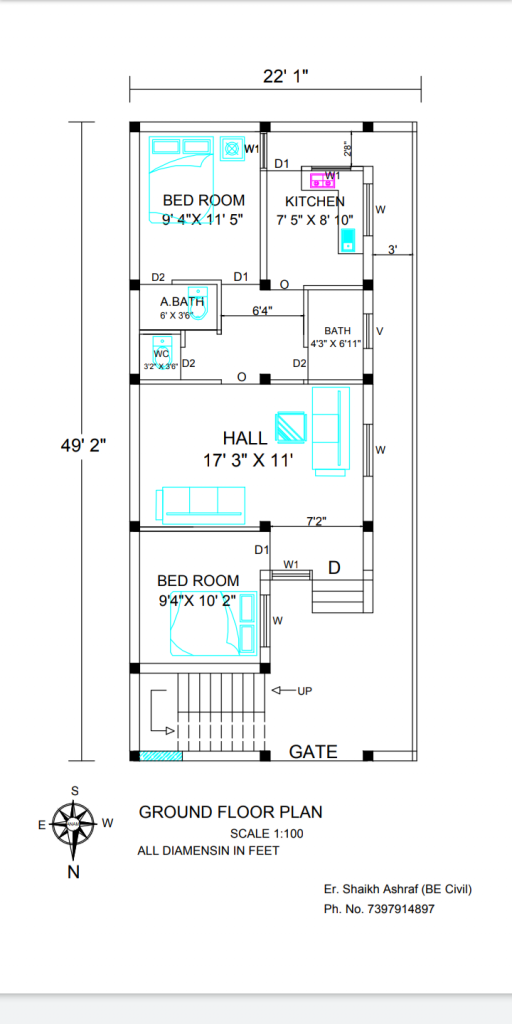 22' 1"
2'8"
W1
D1
W1
BED ROOM
9' 4"X 11' 5"
KITCHEN
7' 5" X 8' 10"
W
3'
D2
D1
O
A.BATH
6' X 3'6"
6'4"
BATH
4'3" X 6'11"
V
WC
3'2" X 3'6"
D2
D2
O
49' 2"
HALL
17' 3" X 11'
W
7'2"
D1
W1
D
BED ROOM
9'4"X 10' 2"
W
UP
GATE
S
E
W
N
GROUND FLOOR PLAN
SCALE 1:100
ALL DIAMENSIN IN FEET
Er. Shaikh Ashraf (BE Civil)
Ph. No. 7397914897